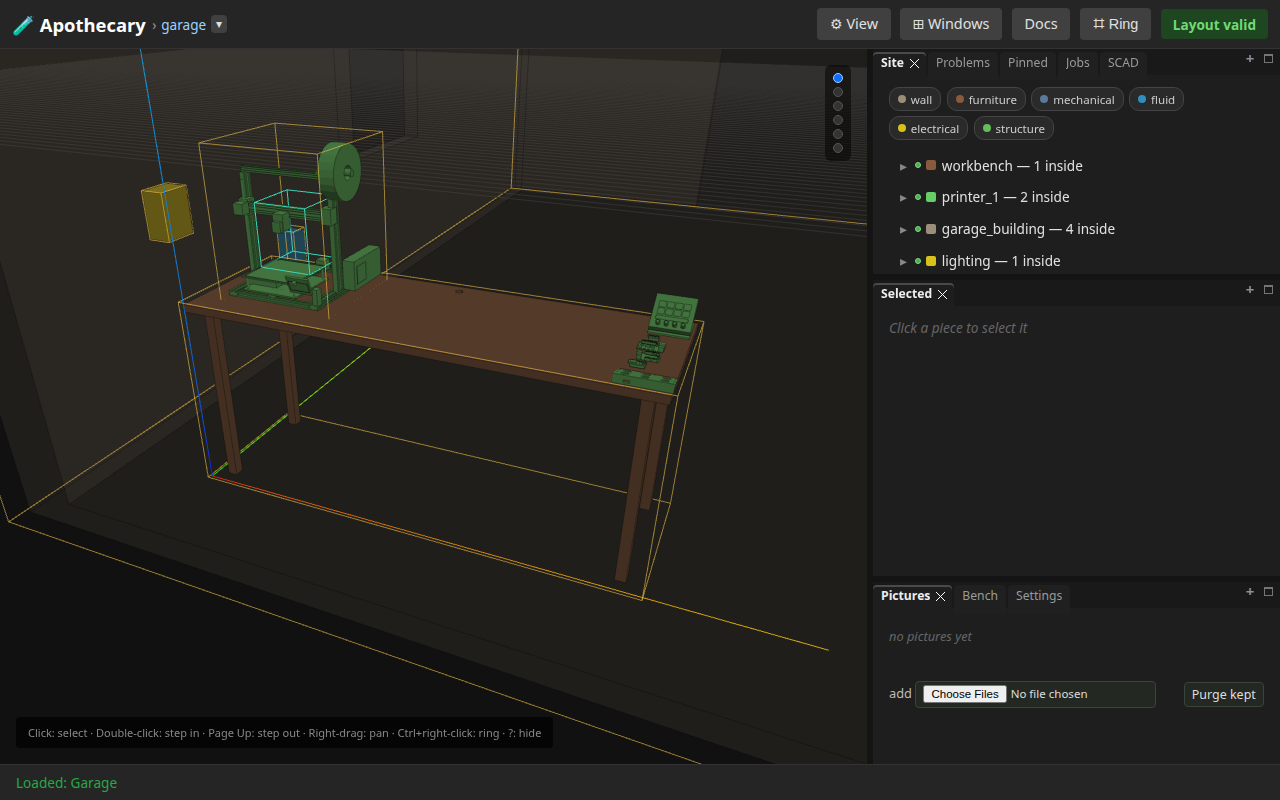 🧪 Apothecary › garage ▾
⚙ View
⊞ Windows
Docs
⌗ Ring
Layout valid
Site
Problems
Pinned
Jobs
SCAD
wall
furniture
mechanical
fluid
electrical
structure
workbench — 1 inside
printer_1 — 2 inside
garage_building — 4 inside
lighting — 1 inside
Selected
Click a piece to select it
Pictures
Bench
Settings
no pictures yet
add Choose Files No file chosen
Purge kept
Click: select · Double-click: step in · Page Up: step out · Right-drag: pan · Ctrl+right-click: ring · ?: hide
Loaded: Garage